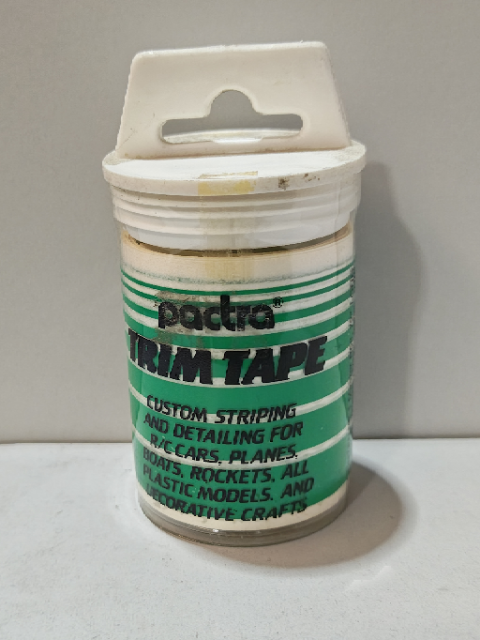 pactra®
TRIM TAPE
CUSTOM STRIPING
AND DETAILING FOR
R/C CARS, PLANES,
BOATS, ROCKETS, ALL
PLASTIC MODELS, AND
DECORATIVE CRAFTS